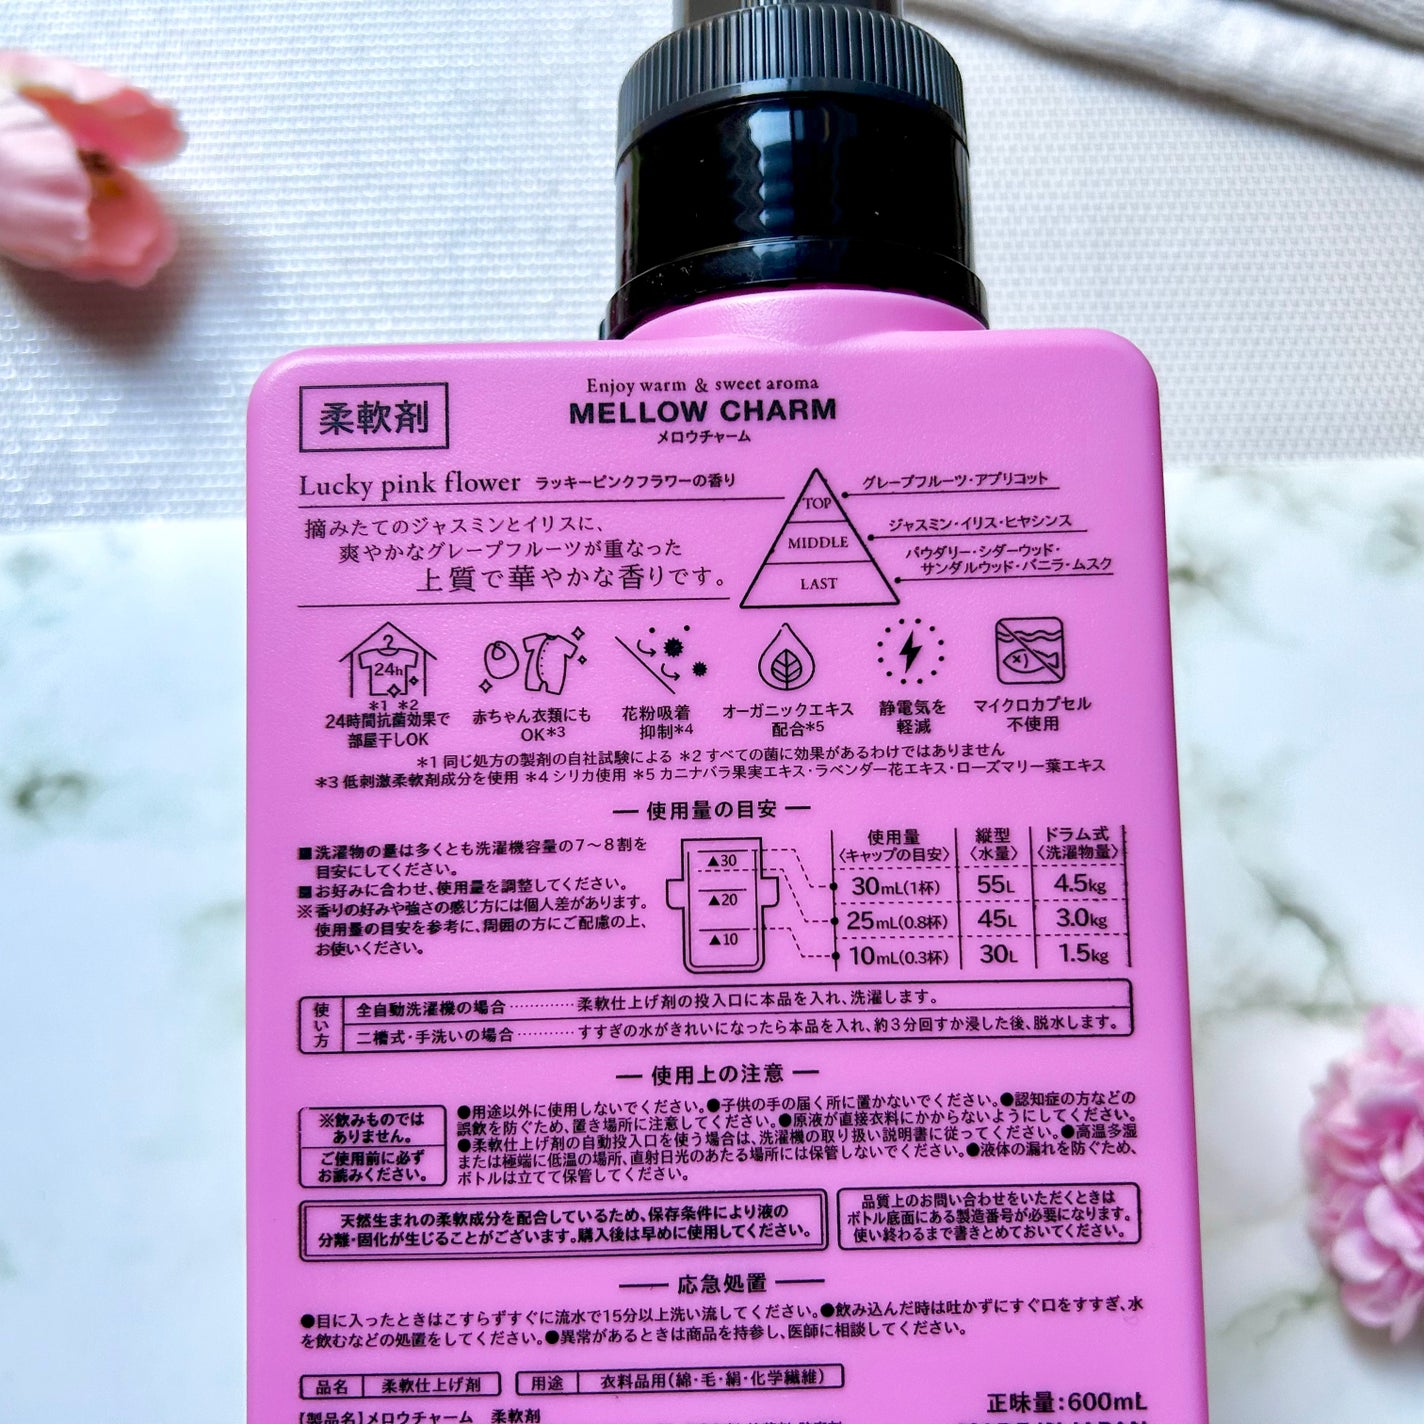 柔軟剤
Enjoy warm & sweet aroma
MELLOW CHARM
メロウチャーム
Lucky pink flower ラッキーピンクフラワーの香り
摘みたてのジャスミンとイリスに、
爽やかなグレープフルーツが重なった
上質で華やかな香りです。
TOP グレープフルーツ・アプリコット
MIDDLE ジャスミン・イリス・ヒヤシンス
LAST パウダリー・シダーウッド・
サンダルウッド・バニラ・ムスク
24h
*1 *2
24時間抗菌効果で
部屋干しOK
赤ちゃん衣類にも
OK*3
花粉吸着
抑制*4
オーガニックエキス
配合*5
静電気を
軽減
マイクロカプセル
不使用
*1 同じ処方の製剤の自社試験による *2 すべての菌に効果があるわけではありません
*3 低刺激柔軟剤成分を使用 *4 シリカ使用 *5 カニナバラ果実エキス・ラベンダー花エキス・ローズマリー葉エキス
使用量の目安
■洗濯物の量は多くとも洗濯機容量の7〜8割を
目安にしてください。
■お好みに合わせ、使用量を調整してください。
※香りの好みや強さの感じ方には個人差があります。
使用量の目安を参考に、周囲の方にご配慮の上、
お使いください。
▲30
▲20
▲10
使用量 縦型 ドラム式
〈キャップの目安〉 〈水量〉 〈洗濯物量〉
30mL(1杯) 55L 4.5kg
25mL(0.8杯) 45L 3.0kg
10mL(0.3杯) 30L 1.5kg
使い方
全自動洗濯機の場合…………柔軟仕上げ剤の投入口に本品を入れ、洗濯します。
二槽式・手洗いの場合…………すすぎの水がきれいになったら本品を入れ、約3分回すか浸した後、脱水します。
使用上の注意
※飲みものでは
ありません。
ご使用前に必ず
お読みください。
●用途以外に使用しないでください。●子供の手の届く所に置かないでください。●認知症の方などの
誤飲を防ぐため、置き場所に注意してください。●原液が直接衣料にかからないようにしてください。
●柔軟仕上げ剤の自動投入口を使う場合は、洗濯機の取り扱い説明書に従ってください。●高温多湿
または極端に低温の場所、直射日光のあたる場所には保管しないでください。●液体の漏れを防ぐため、
ボトルは立てて保管してください。
天然生まれの柔軟成分を配合しているため、保存条件により液の
分離・固化が生じることがございます。購入後は早めに使用してください。
品質上のお問い合わせをいただくときは
ボトル底面にある製造番号が必要になります。
使い終わるまで書きとめておいてください。
応急処置
●目に入ったときはこすらずすぐに流水で15分以上洗い流してください。●飲み込んだ時は吐かずにすぐ口をすすぎ、水
を飲むなどの処置をしてください。●異常があるときは商品を持参し、医師に相談してください。
品名 柔軟仕上げ剤 用途 衣料品用(綿・毛・絹・化学繊維)
正味量:600mL
【製品名】メロウチャーム 柔軟剤